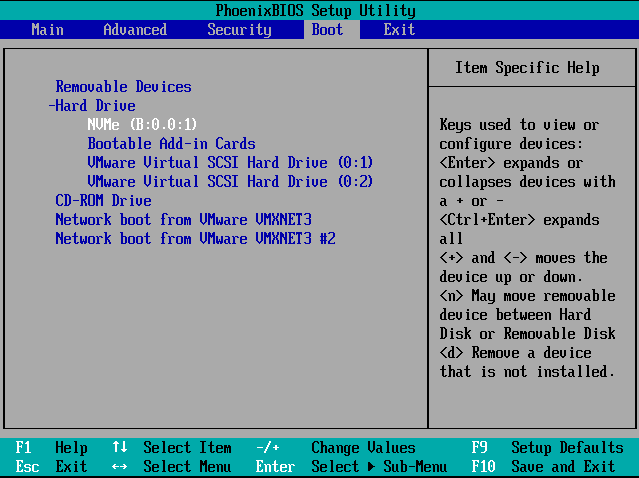 PhoenixBIOS Setup Utility
Main Advanced Security Boot Exit
Removable Devices
-Hard Drive
NVMe (B:0.0:1)
Bootable Add-in Cards
VMware Virtual SCSI Hard Drive (0:1)
VMware Virtual SCSI Hard Drive (0:2)
CD-ROM Drive
Network boot from VMware VMXNET3
Network boot from VMware VMXNET3 #2
Item Specific Help
Keys used to view or
configure devices:
<Enter> expands or
collapses devices with
a + or -
<Ctrl+Enter> expands
all
<+> and <-> moves the
device up or down.
<n> May move removable
device between Hard
Disk or Removable Disk
<d> Remove a device
that is not installed.
F1 Help ↑↓ Select Item -/+ Change Values F9 Setup Defaults
Esc Exit ↔ Select Menu Enter Select ▶ Sub-Menu F10 Save and Exit